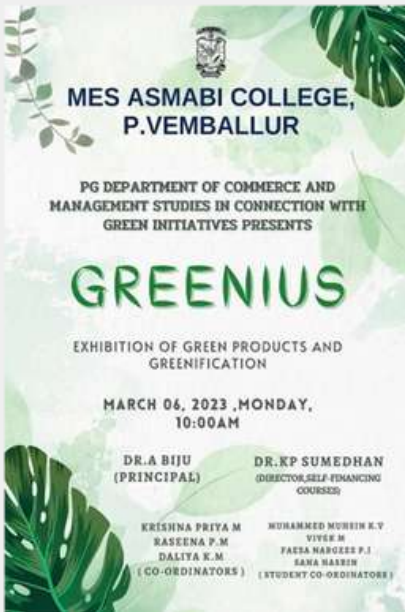 MES ASMABI COLLEGE,
P.VEMBALLUR
PG DEPARTMENT OF COMMERCE AND
MANAGEMENT STUDIES IN CONNECTION WITH
GREEN INITIATIVES PRESENTS
GREENIUS
EXHIBITION OF GREEN PRODUCTS AND
GREENIFICATION
MARCH 06, 2023 ,MONDAY,
10:00AM
DR.A BIJU
(PRINCIPAL)
DR.KP SUMEDHAN
(DIRECTOR,SELF-FINANCING
COURSES)
KRISHNA PRIYA M
RASEENA P.M
DALIYA K.M
( CO-ORDINATORS )
MUHAMMED MUHSIN K.V
VIVEK M
FAESA NARGEES P.I
SANA NASRIN
( STUDENT CO-ORDINATORS )